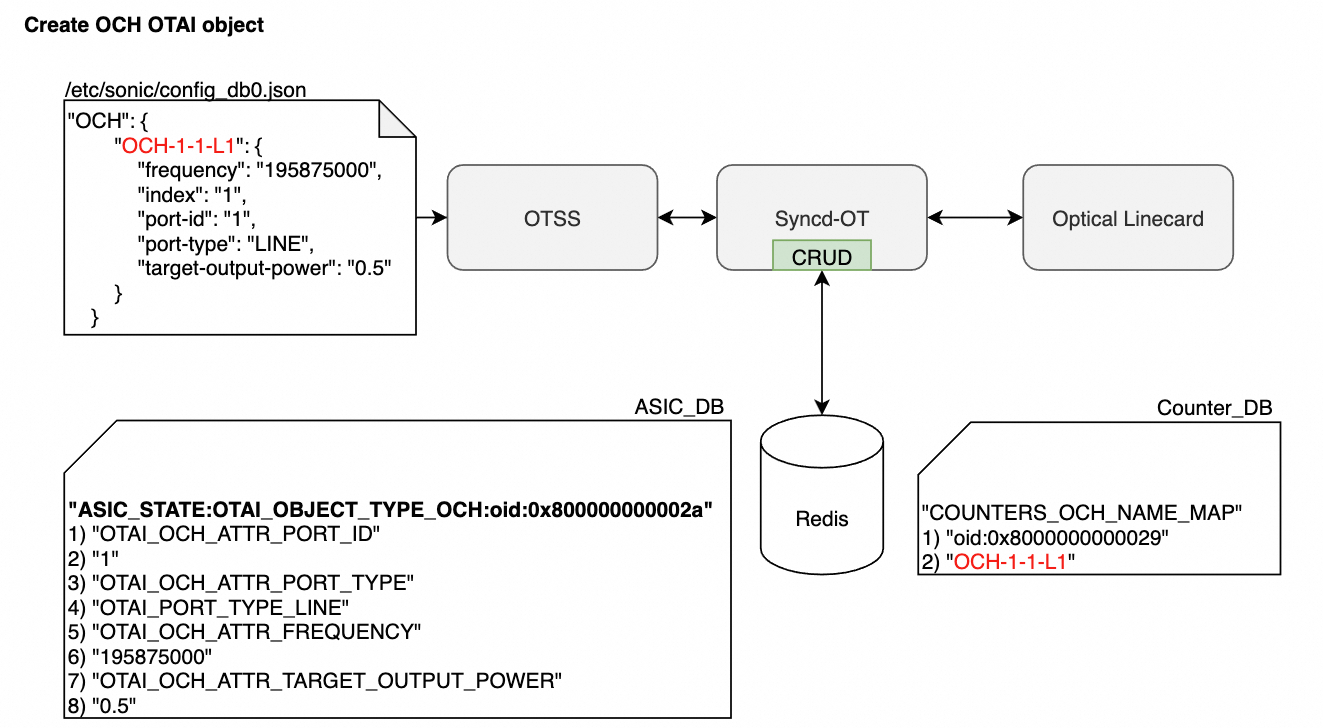 Create OCH OTAI object
/etc/sonic/config_db0.json
"OCH": {
"OCH-1-1-L1": {
"frequency": "195875000",
"index": "1",
"port-id": "1",
"port-type": "LINE",
"target-output-power": "0.5"
}
}
OTSS
Syncd-OT
CRUD
Optical Linecard
ASIC_DB
"ASIC_STATE:OTAI_OBJECT_TYPE_OCH:oid:0x800000000002a"
1) "OTAI_OCH_ATTR_PORT_ID"
2) "1"
3) "OTAI_OCH_ATTR_PORT_TYPE"
4) "OTAI_PORT_TYPE_LINE"
5) "OTAI_OCH_ATTR_FREQUENCY"
6) "195875000"
7) "OTAI_OCH_ATTR_TARGET_OUTPUT_POWER"
8) "0.5"
Redis
Counter_DB
"COUNTERS_OCH_NAME_MAP"
1) "oid:0x8000000000029"
2) "OCH-1-1-L1"